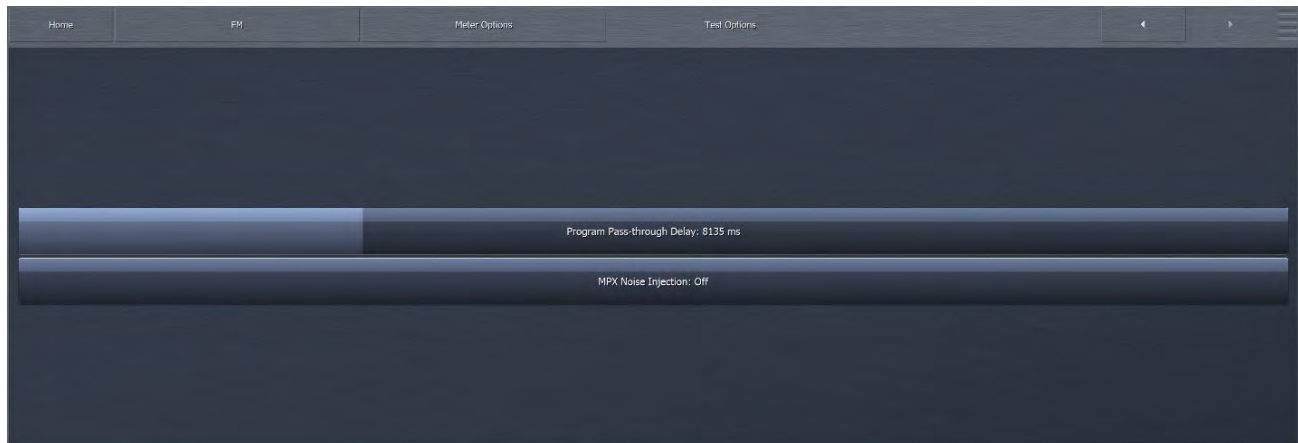 Home FM Meter Options Test Options
Program Pass-through Delay: 8135 ms
MPX Noise Injection: Off